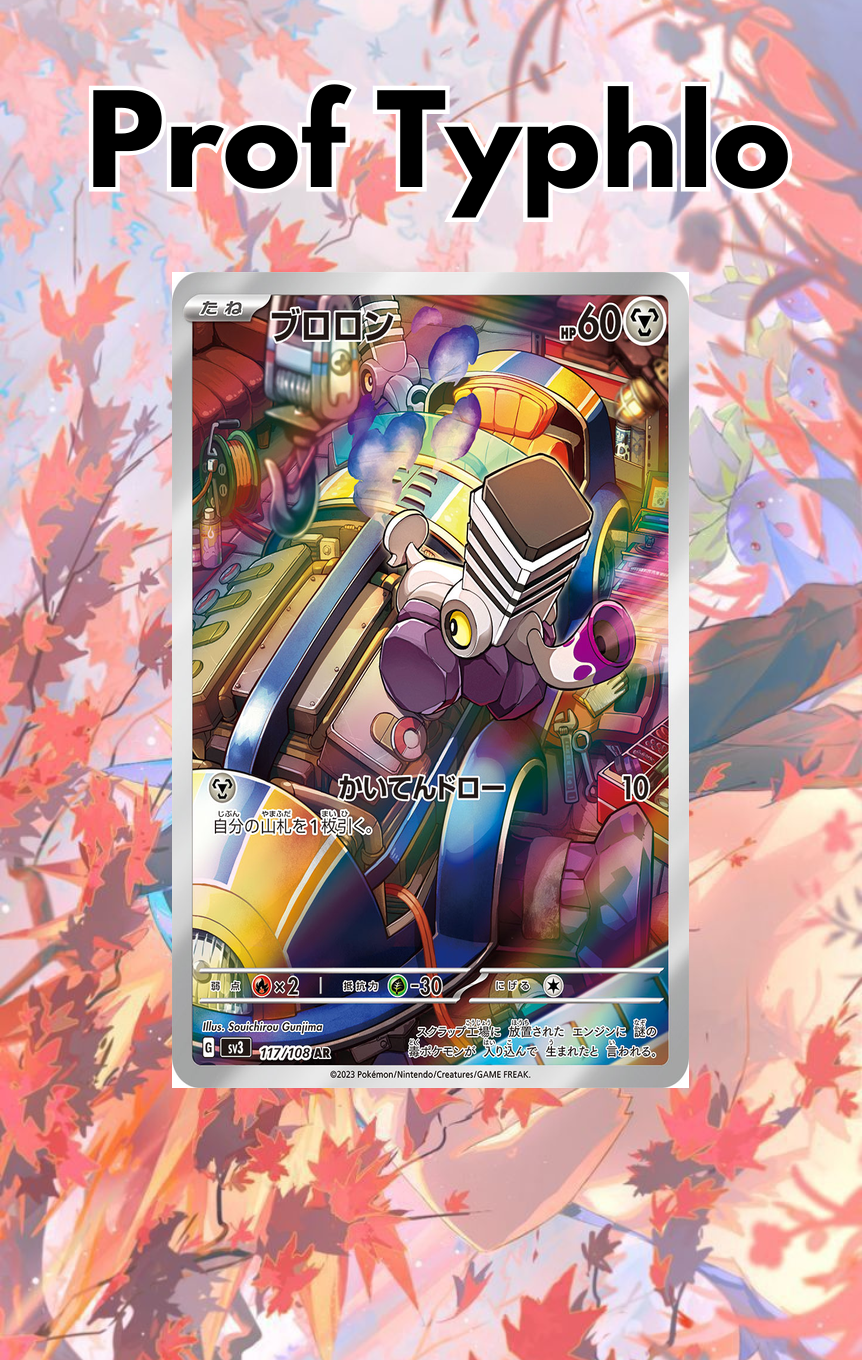 Prof Typhlo
たね
ブロロン
HP60
かいてんドロー 10
自分の山札を1枚引く。
弱点 ×2 抵抗力 -30 にげる
Illus. Souichirou Gunjima
スクラップ工場に 放置された エンジンに 謎の
毒ポケモンが 入り込んで 生まれたと 言われる。
G sv3 117/108 AR
©2023 Pokémon/Nintendo/Creatures/GAME FREAK.